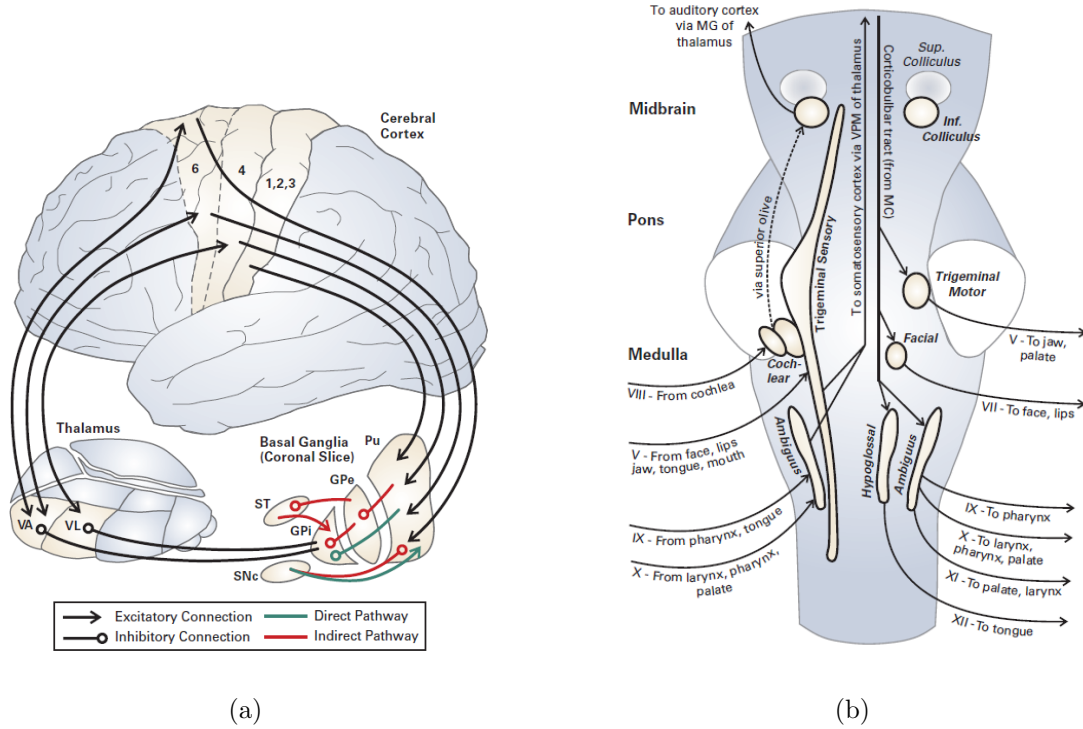 Cerebral
Cortex
6
4
1,2,3
Thalamus
VA
VL
Basal Ganglia
(Coronal Slice)
Pu
GPe
ST
GPi
SNc
Excitatory Connection
Inhibitory Connection
Direct Pathway
Indirect Pathway
(a)
To auditory cortex
via MG of
thalamus
Midbrain
Pons
Medulla
Sup.
Colliculus
Inf.
Colliculus
via superior olive
Trigeminal Sensory
To somatosensory cortex via VPM of thalamus
Corticobulbar tract (from MC)
Trigeminal
Motor
V - To jaw,
palate
Facial
VII - To face, lips
Coch-
lear
VIII - From cochlea
V - From face, lips
jaw, tongue, mouth
Ambiguus
Hypoglossal
Ambiguus
IX - From pharynx, tongue
X - From larynx, pharynx,
palate
IX - To pharynx
X - To larynx,
pharynx, palate
XI - To palate, larynx
XII - To tongue
(b)